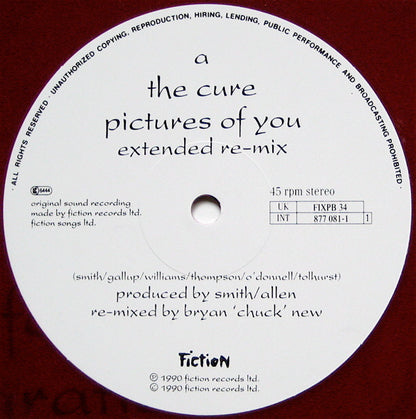 · ALL RIGHTS RESERVED · UNAUTHORIZED COPYING, REPRODUCTION, HIRING, LENDING, PUBLIC PERFORMANCE AND BROADCASTING PROHIBITED ·
a
the cure
pictures of you
extended re-mix
g 6444
original sound recording
made by fiction records ltd.
fiction songs ltd.
45 rpm stereo
UK FIXPB 34
INT 877 081-1 1
(smith/gallup/williams/thompson/o'donnell/tolhurst)
produced by smith/allen
re-mixed by bryan 'chuck' new
FICTION
℗ 1990 fiction records ltd.
© 1990 fiction records ltd.